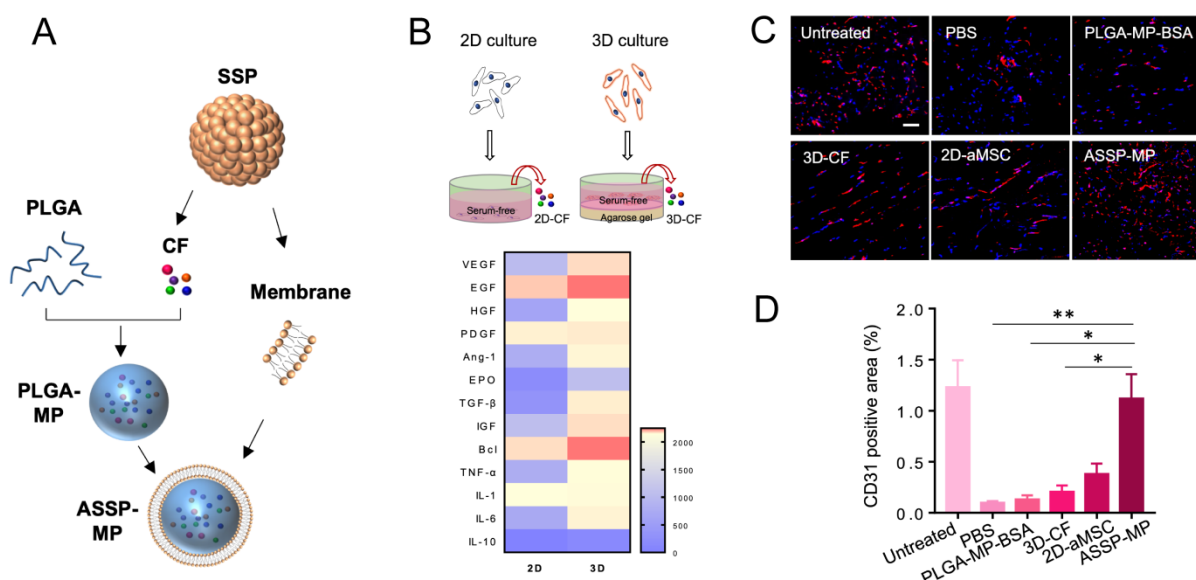 A
SSP
PLGA
CF
Membrane
PLGA-
MP
ASSP-
MP
B
2D culture
3D culture
Serum-free
2D-CF
Serum-free
Agarose gel
3D-CF
VEGF
EGF
HGF
PDGF
Ang-1
EPO
TGF-β
IGF
Bcl
TNF-α
IL-1
IL-6
IL-10
2D
3D
2000
1500
1000
500
0
C
Untreated
PBS
PLGA-MP-BSA
3D-CF
2D-aMSC
ASSP-MP
D
CD31 positive area (%)
2.0
1.5
1.0
0.5
0.0
**
*
*
Untreated
PBS
PLGA-MP-BSA
3D-CF
2D-aMSC
ASSP-MP